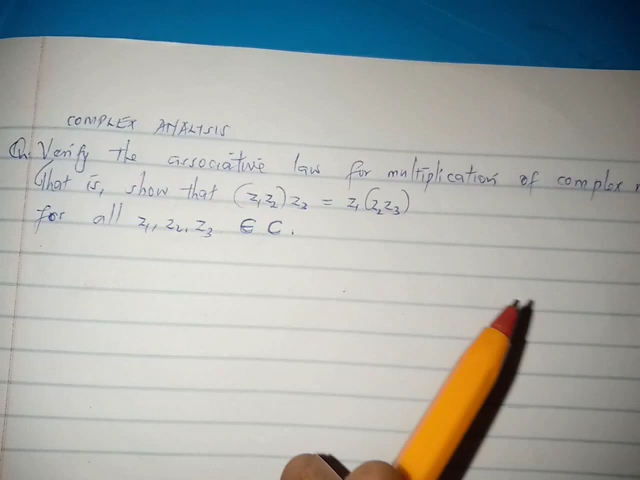 COMPLEX ANALYSIS
Qn. Verify the associative law for multiplication of complex
That is, show that (z₁z₂)z₃ = z₁(z₂z₃)
for all z₁, z₂, z₃ ∈ C.